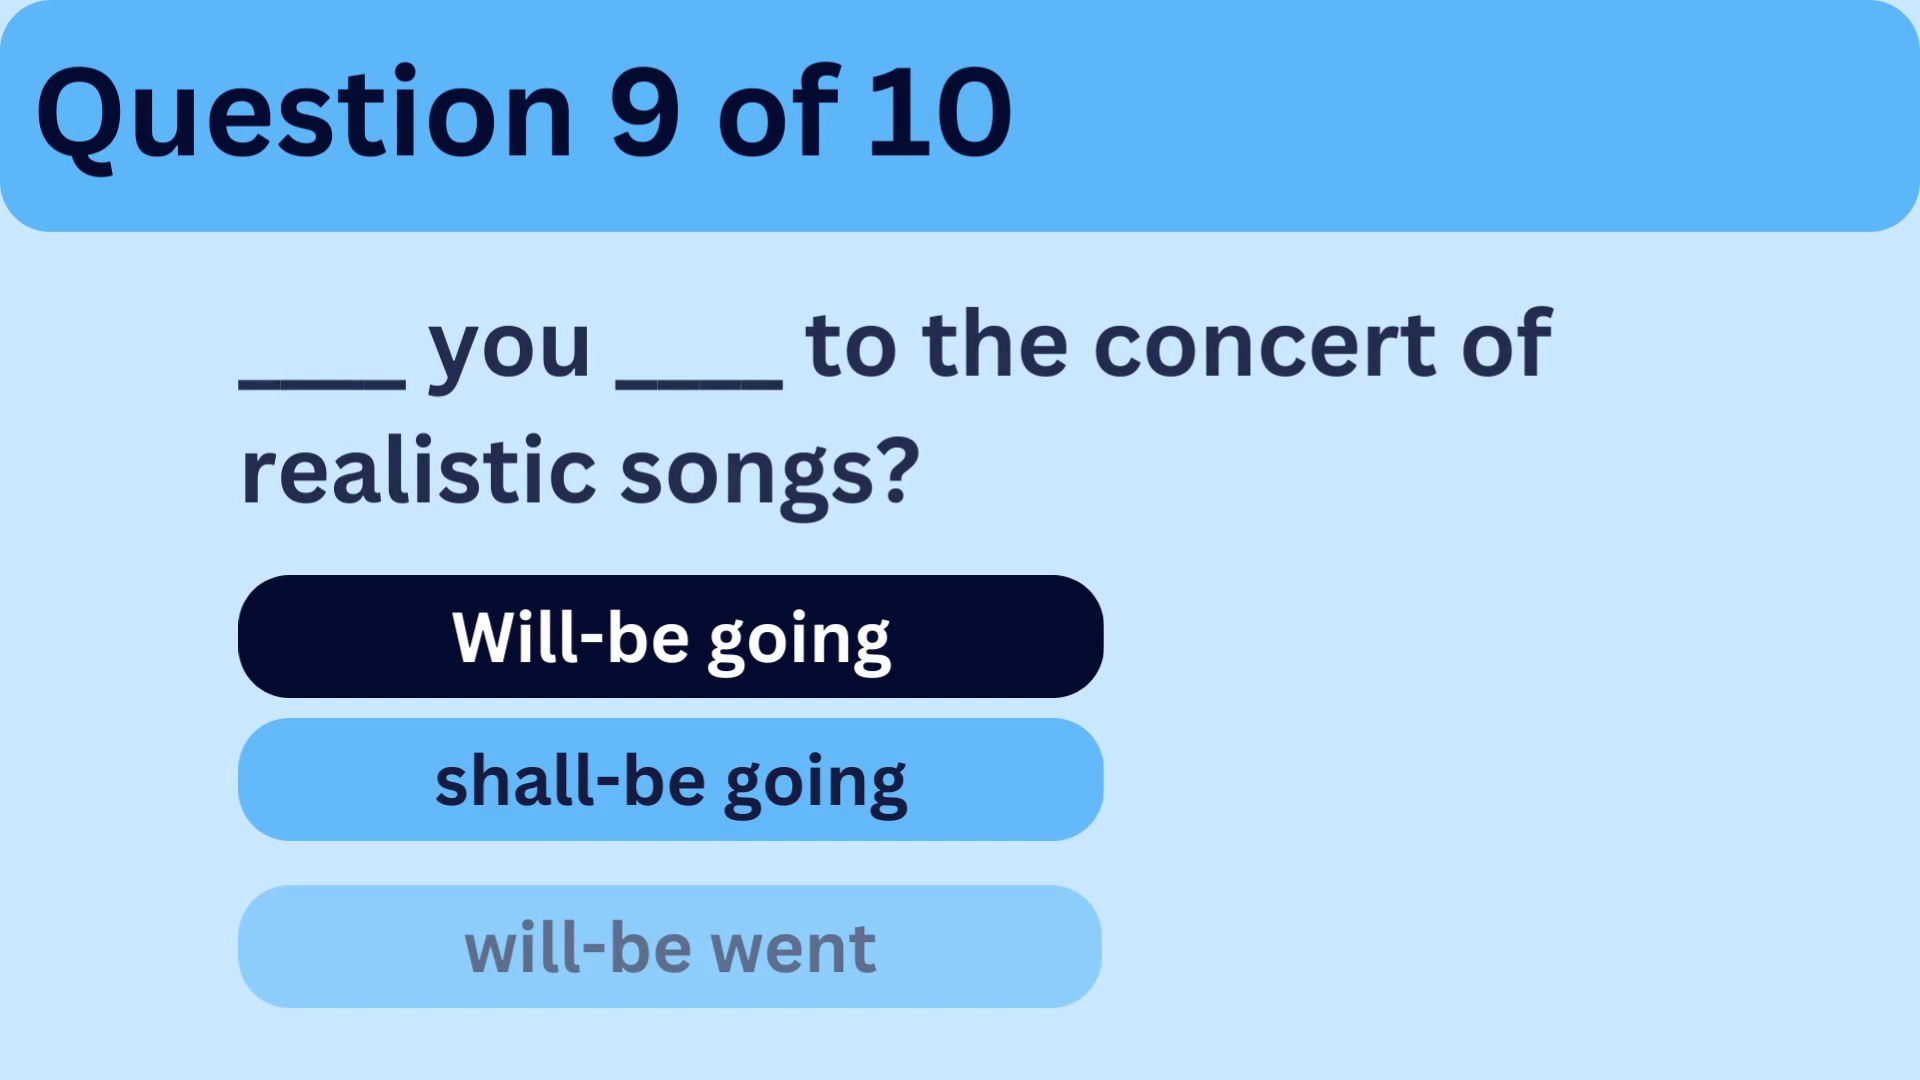 Question 9 of 10
____ you ____ to the concert of
realistic songs?
Will-be going
shall-be going
will-be went